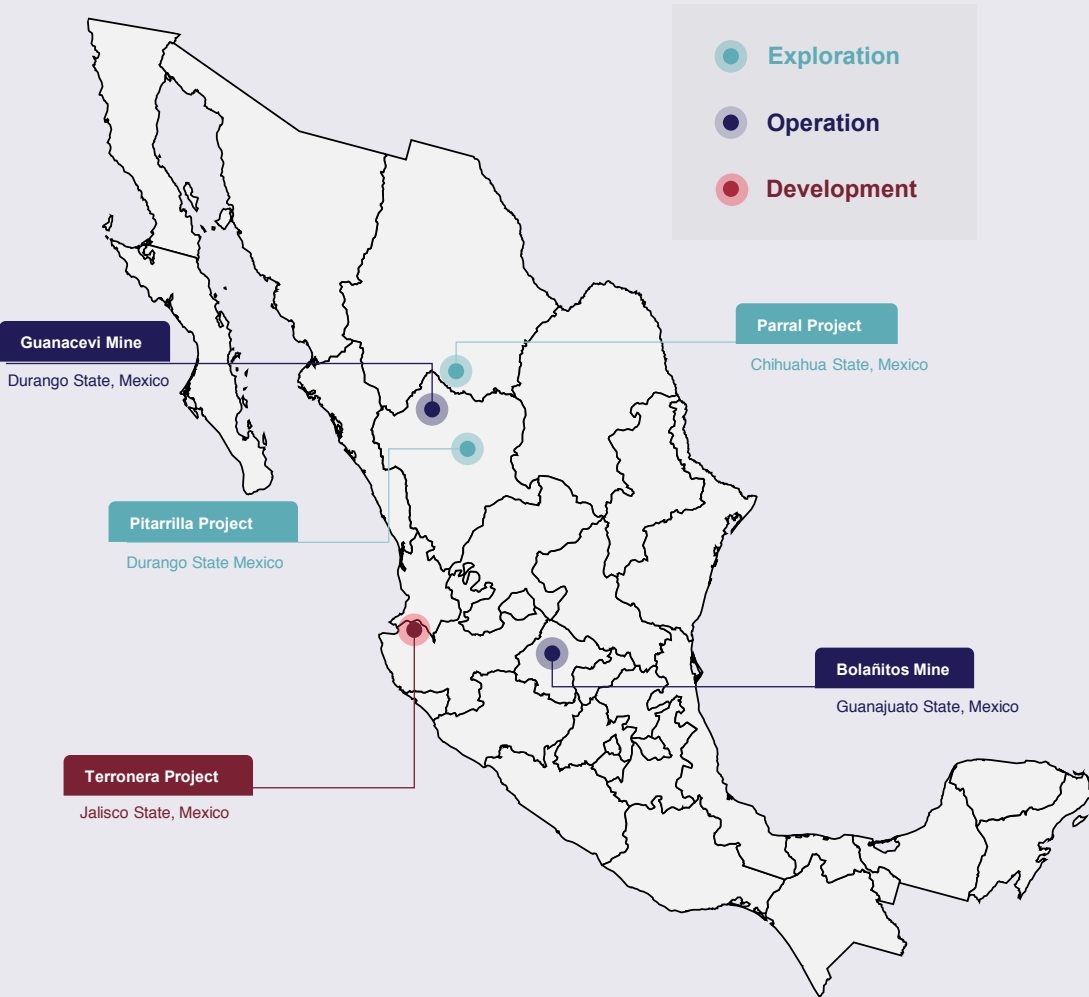 Exploration
Operation
Development
Guanacevi Mine
Durango State, Mexico
Parral Project
Chihuahua State, Mexico
Pitarrilla Project
Durango State Mexico
Bolañitos Mine
Guanajuato State, Mexico
Terronera Project
Jalisco State, Mexico